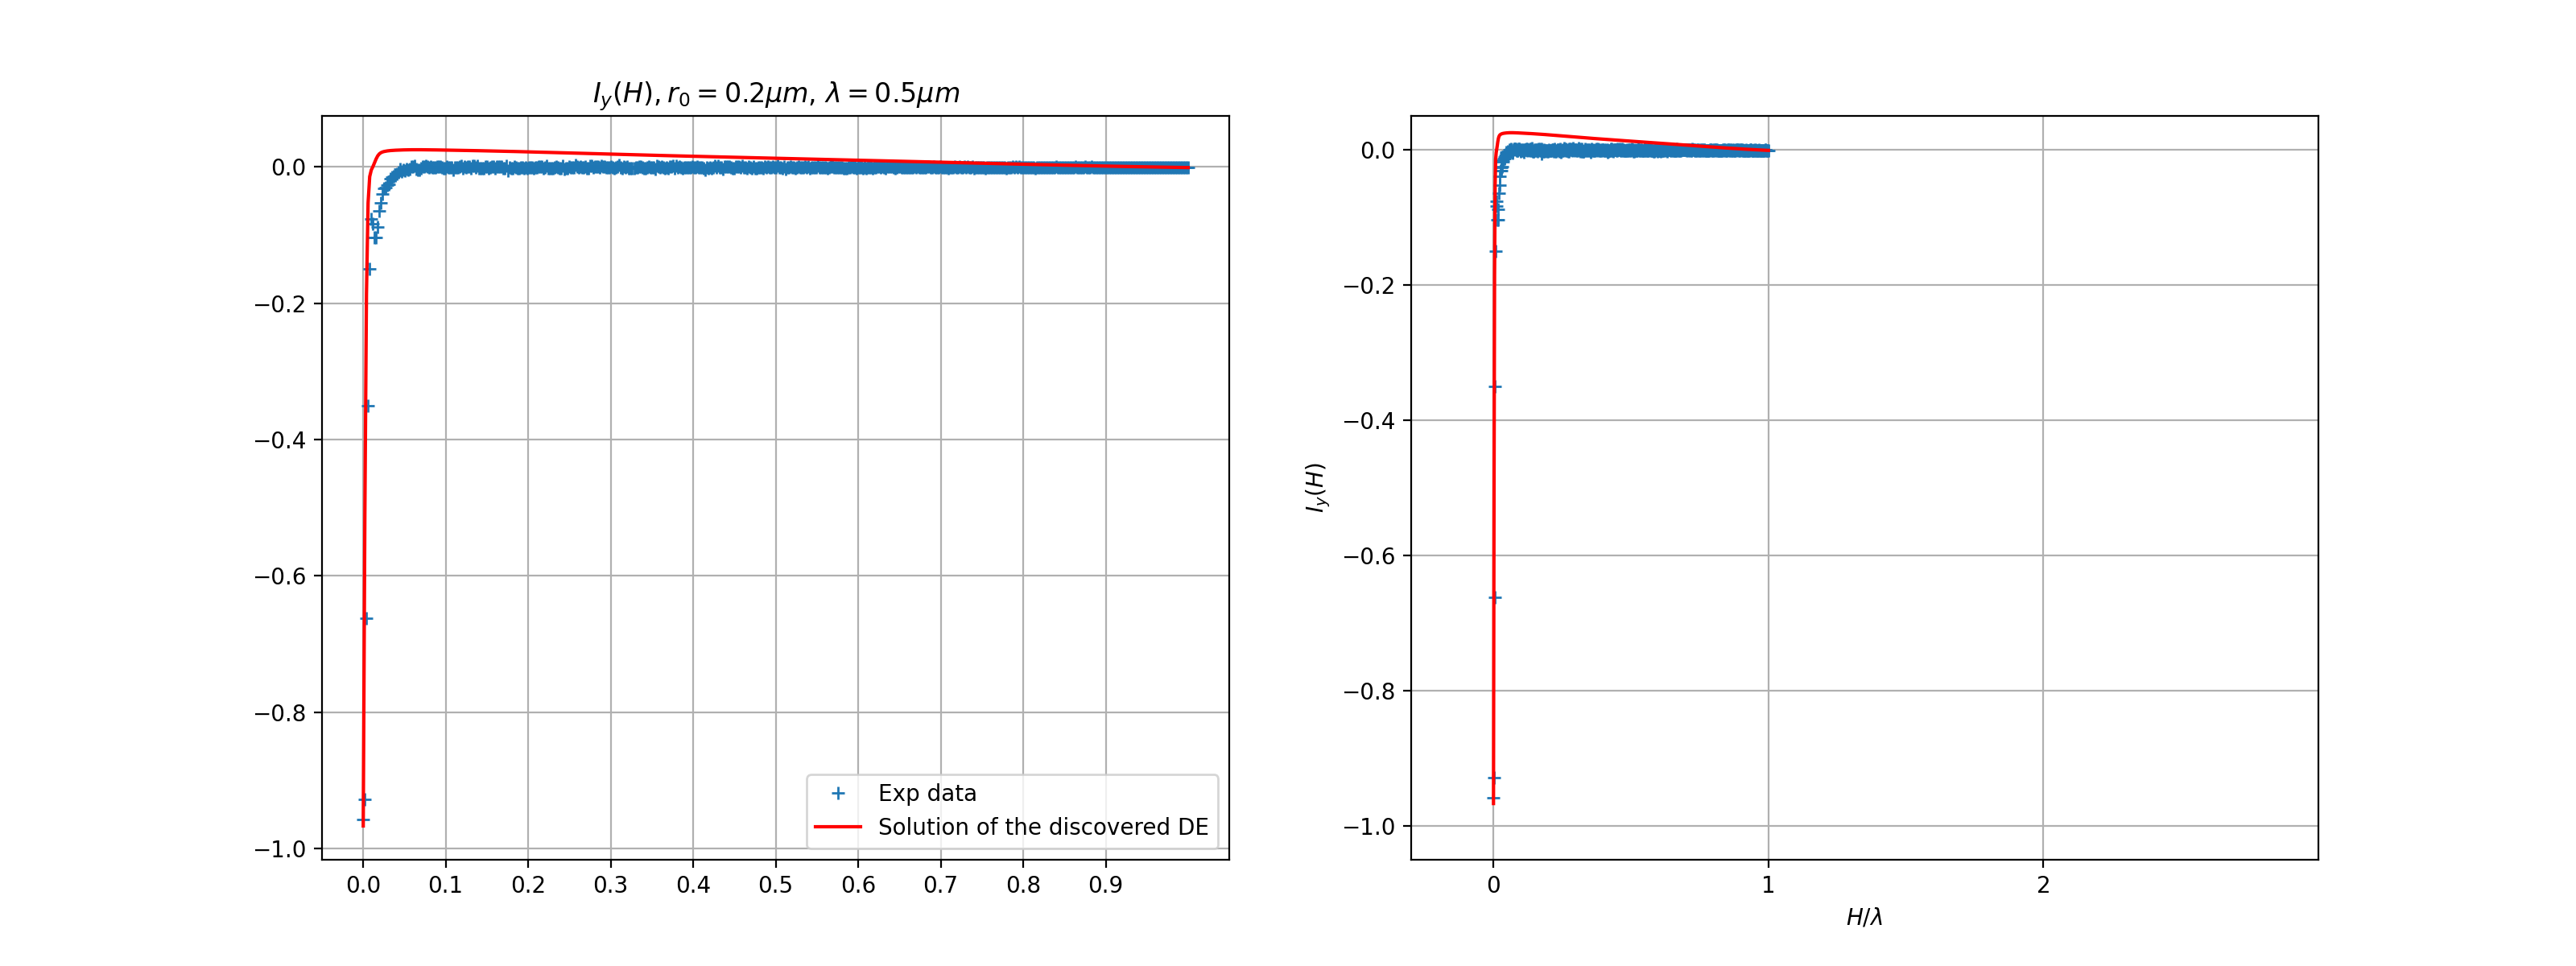 I_y(H), r_0 = 0.2μm, λ = 0.5μm
0.0
−0.2
−0.4
−0.6
−0.8
−1.0
0.0 0.1 0.2 0.3 0.4 0.5 0.6 0.7 0.8 0.9
Exp data
Solution of the discovered DE
I_y(H)
0.0
−0.2
−0.4
−0.6
−0.8
−1.0
0 1 2
H/λ